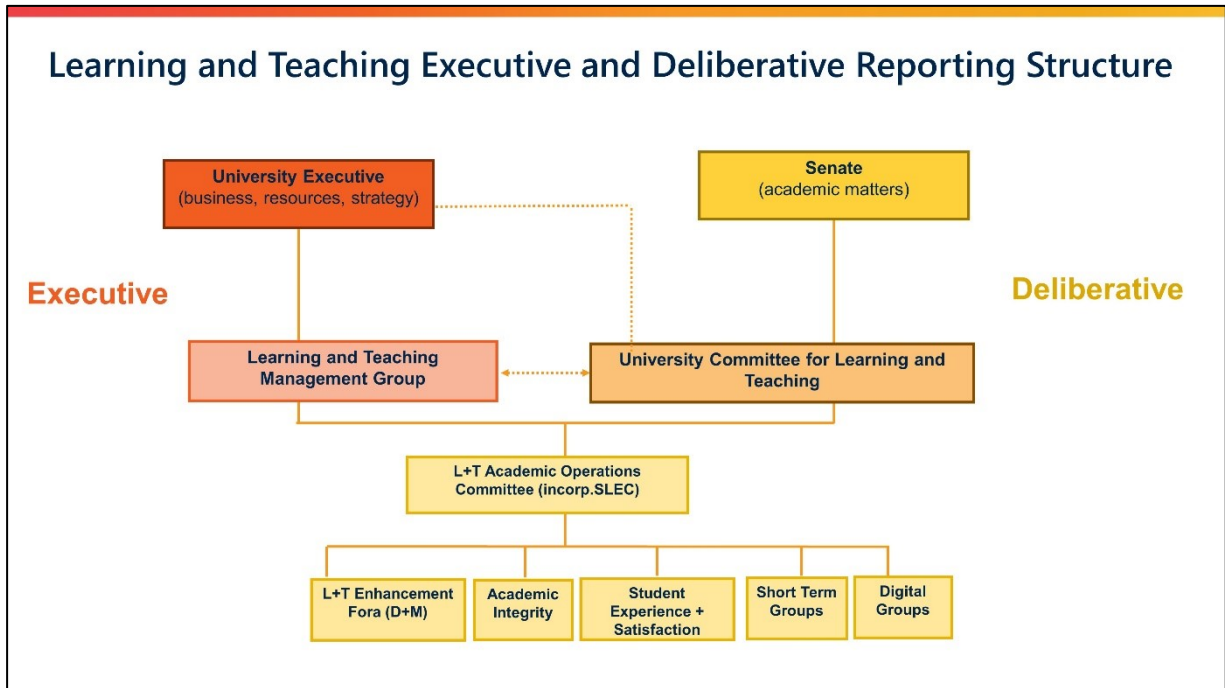 Learning and Teaching Executive and Deliberative Reporting Structure
University Executive
(business, resources, strategy)
Senate
(academic matters)
Executive
Deliberative
Learning and Teaching
Management Group
University Committee for Learning and
Teaching
L+T Academic Operations
Committee (incorp.SLEC)
L+T Enhancement
Fora (D+M)
Academic
Integrity
Student
Experience +
Satisfaction
Short Term
Groups
Digital
Groups